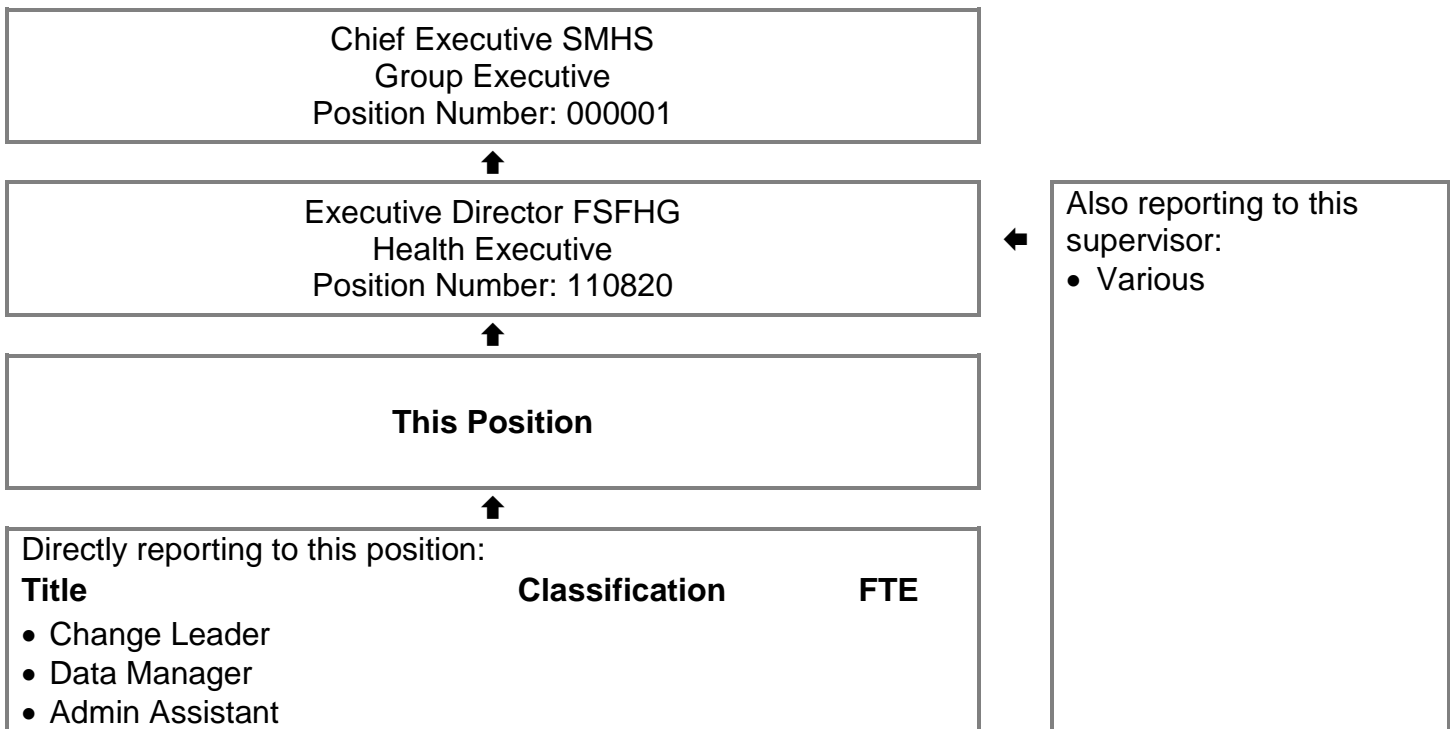 Chief Executive SMHS
Group Executive
Position Number: 000001
Executive Director FSFHG
Health Executive
Position Number: 110820
Also reporting to this
supervisor:
• Various
This Position
Directly reporting to this position:
Title Classification FTE
• Change Leader
• Data Manager
• Admin Assistant